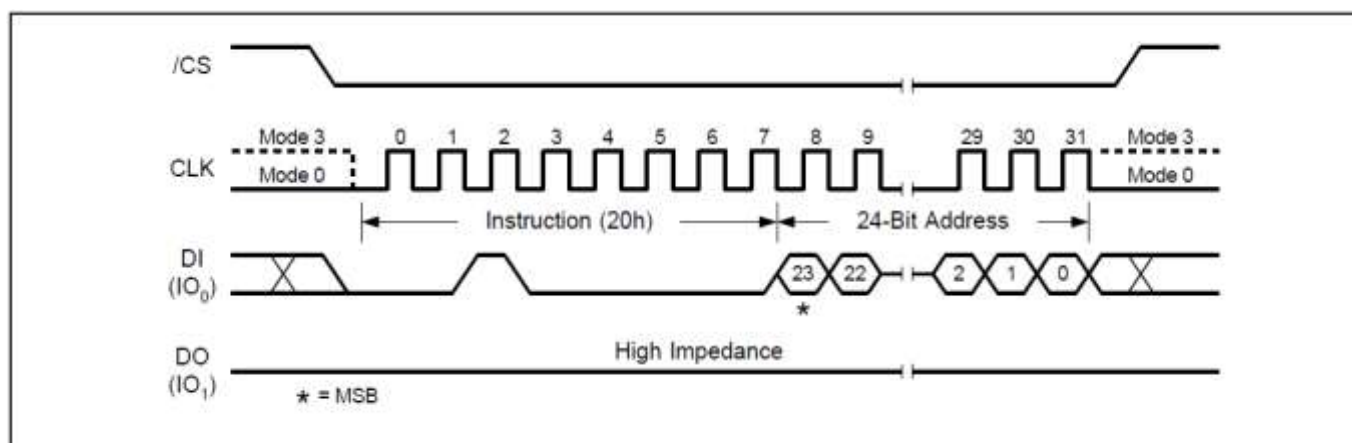 /CS
Mode 3 0 1 2 3 4 5 6 7 8 9 29 30 31 Mode 3
CLK
Mode 0 Mode 0
Instruction (20h) 24-Bit Address
DI
(IO0)
23 22 2 1 0
*
High Impedance
DO
(IO1)
* = MSB